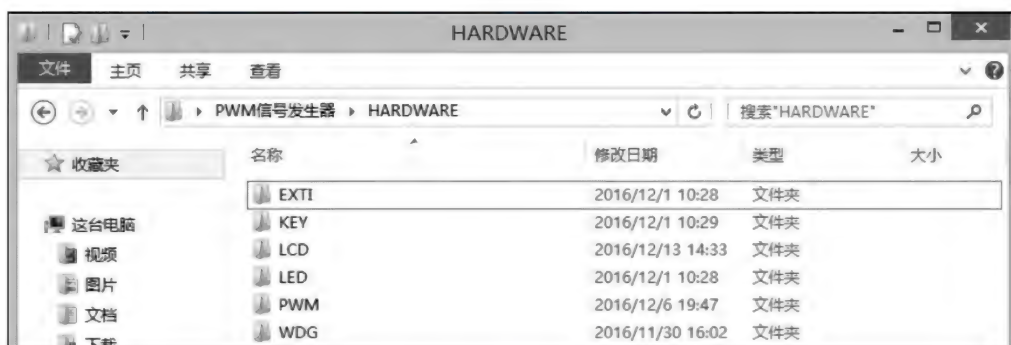 HARDWARE
文件 主页 共享 查看
PWM信号发生器 HARDWARE 搜索"HARDWARE"
名称 修改日期 类型 大小
收藏夹
EXTI 2016/12/1 10:28 文件夹
这台电脑 KEY 2016/12/1 10:29 文件夹
视频 LCD 2016/12/13 14:33 文件夹
图片 LED 2016/12/1 10:28 文件夹
文档 PWM 2016/12/6 19:47 文件夹
下载 WDG 2016/11/30 16:02 文件夹